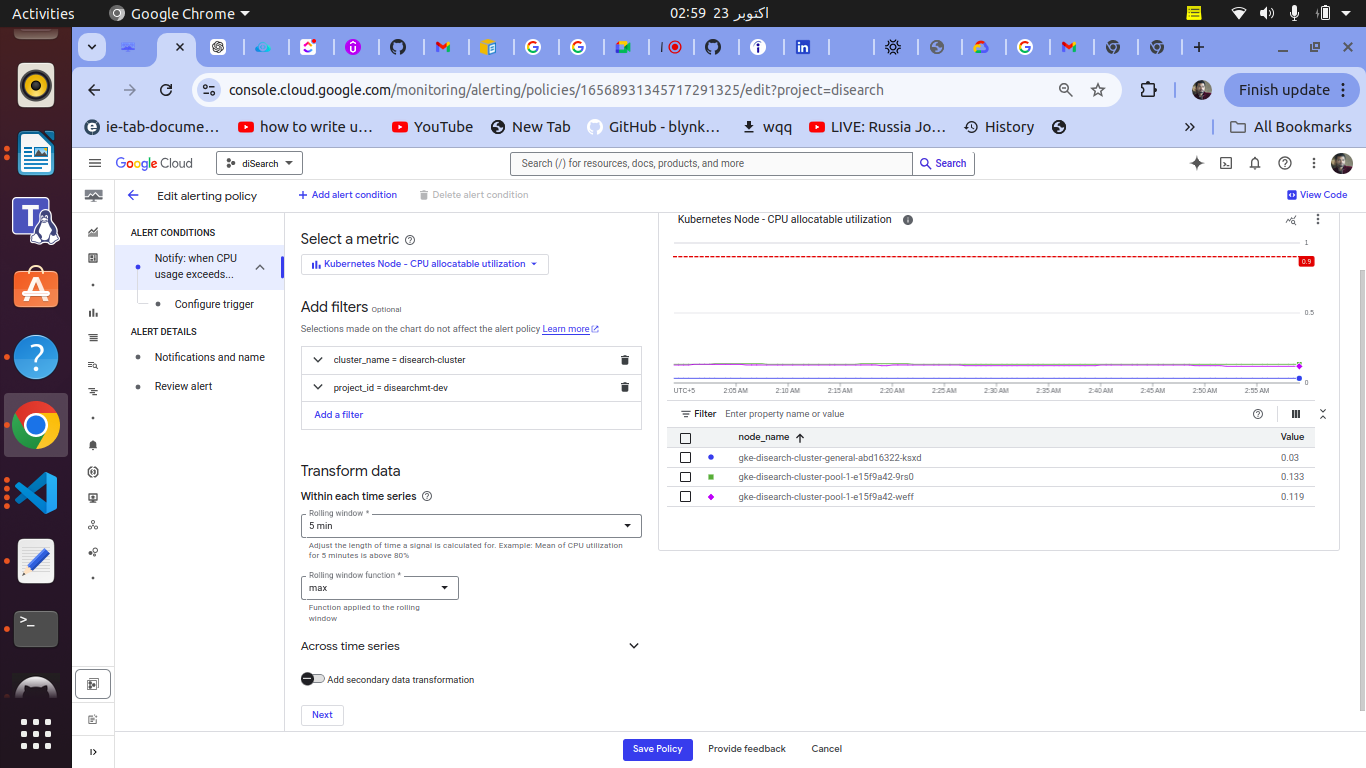 Activities
Google Chrome
02:59 23 اکتوبر
console.cloud.google.com/monitoring/alerting/policies/16568931345717291325/edit?project=disearch
Finish update
ie-tab-docume…
how to write u…
YouTube
New Tab
GitHub - blynk…
wqq
LIVE: Russia Jo…
History
»
All Bookmarks
Google Cloud
diSearch
Search (/) for resources, docs, products, and more
Search
Edit alerting policy
Add alert condition
Delete alert condition
View Code
ALERT CONDITIONS
Notify: when CPU
usage exceeds...
Configure trigger
ALERT DETAILS
Notifications and name
Review alert
Select a metric
Kubernetes Node - CPU allocatable utilization
Add filters Optional
Selections made on the chart do not affect the alert policy Learn more
cluster_name = disearch-cluster
project_id = disearchmt-dev
Add a filter
Transform data
Within each time series
Rolling window *
5 min
Adjust the length of time a signal is calculated for. Example: Mean of CPU utilization
for 5 minutes is above 80%
Rolling window function *
max
Function applied to the rolling
window
Across time series
Add secondary data transformation
Next
Kubernetes Node - CPU allocatable utilization
1
0.9
0.5
0
UTC+5 2:05 AM 2:10 AM 2:15 AM 2:20 AM 2:25 AM 2:30 AM 2:35 AM 2:40 AM 2:45 AM 2:50 AM 2:55 AM
Filter Enter property name or value
node_name Value
gke-disearch-cluster-general-abd16322-ksxd 0.03
gke-disearch-cluster-pool-1-e15f9a42-9rs0 0.133
gke-disearch-cluster-pool-1-e15f9a42-weff 0.119
Save Policy
Provide feedback
Cancel